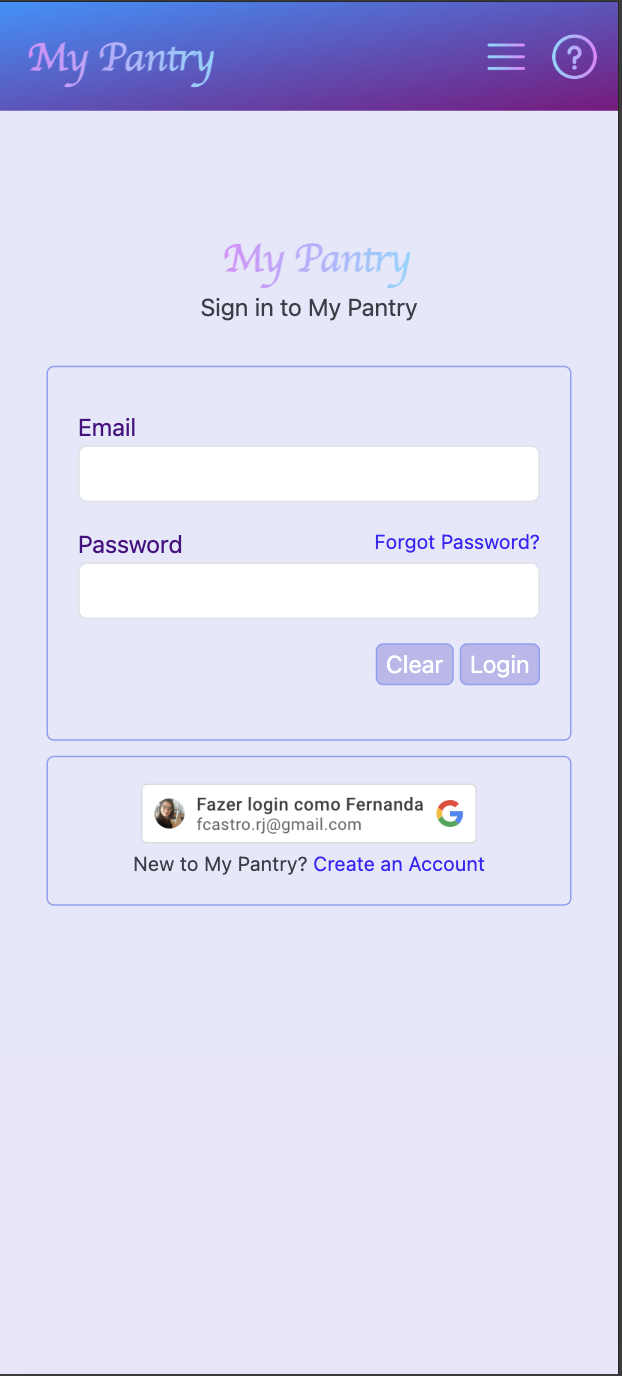 My Pantry
?
My Pantry
Sign in to My Pantry
Email
Password
Forgot Password?
Clear
Login
Fazer login como Fernanda
fcastro.rj@gmail.com
New to My Pantry? Create an Account